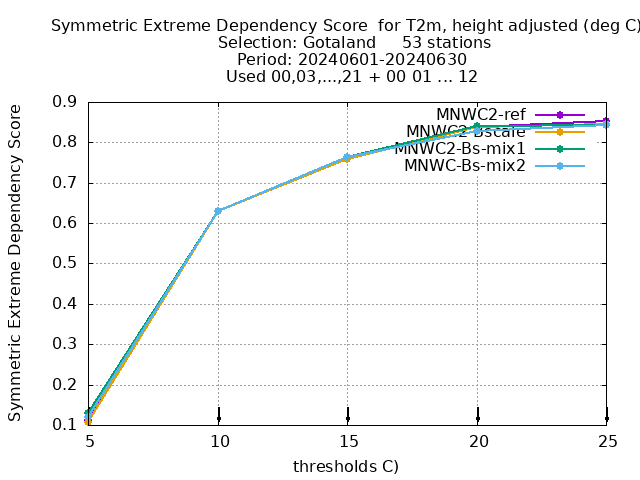 Symmetric Extreme Dependency Score for T2m, height adjusted (deg C)
Selection: Gotaland 53 stations
Period: 20240601-20240630
Used 00,03,...,21 + 00 01 ... 12
Symmetric Extreme Dependency Score
0.9
0.8
0.7
0.6
0.5
0.4
0.3
0.2
0.1
MNWC2-ref
MNWC2-Bscale
MNWC2-Bs-mix1
MNWC-Bs-mix2
5 10 15 20 25
thresholds C)